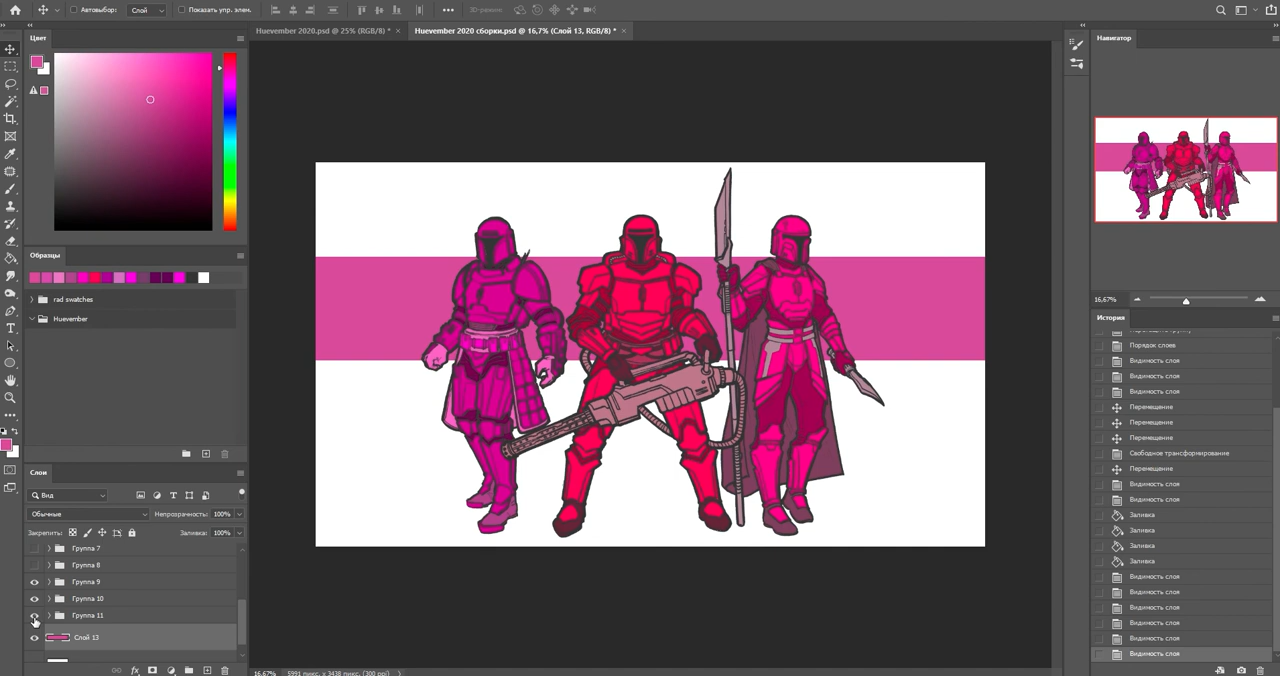 Автовыбор: Слой Показать упр. элем. 3D-режим:
Huevember 2020.psd @ 25% (RGB/8) * × Huevember 2020 сборки.psd @ 16,7% (Слой 13, RGB/8) * ×
Цвет
Образцы
rad swatches
Huevember
Слои
Вид
Обычные Непрозрачность: 100%
Закрепить: Заливка: 100%
Группа 7
Группа 8
Группа 9
Группа 10
Группа 11
Слой 13
16,67% 5991 пикс. x 3438 пикс. (300 ppi)
Навигатор
16,67%
История
Порядок слоев
Видимость слоя
Видимость слоя
Видимость слоя
Перемещение
Перемещение
Перемещение
Свободное трансформирование
Перемещение
Видимость слоя
Видимость слоя
Заливка
Заливка
Заливка
Заливка
Видимость слоя
Видимость слоя
Видимость слоя
Видимость слоя
Видимость слоя
Видимость слоя